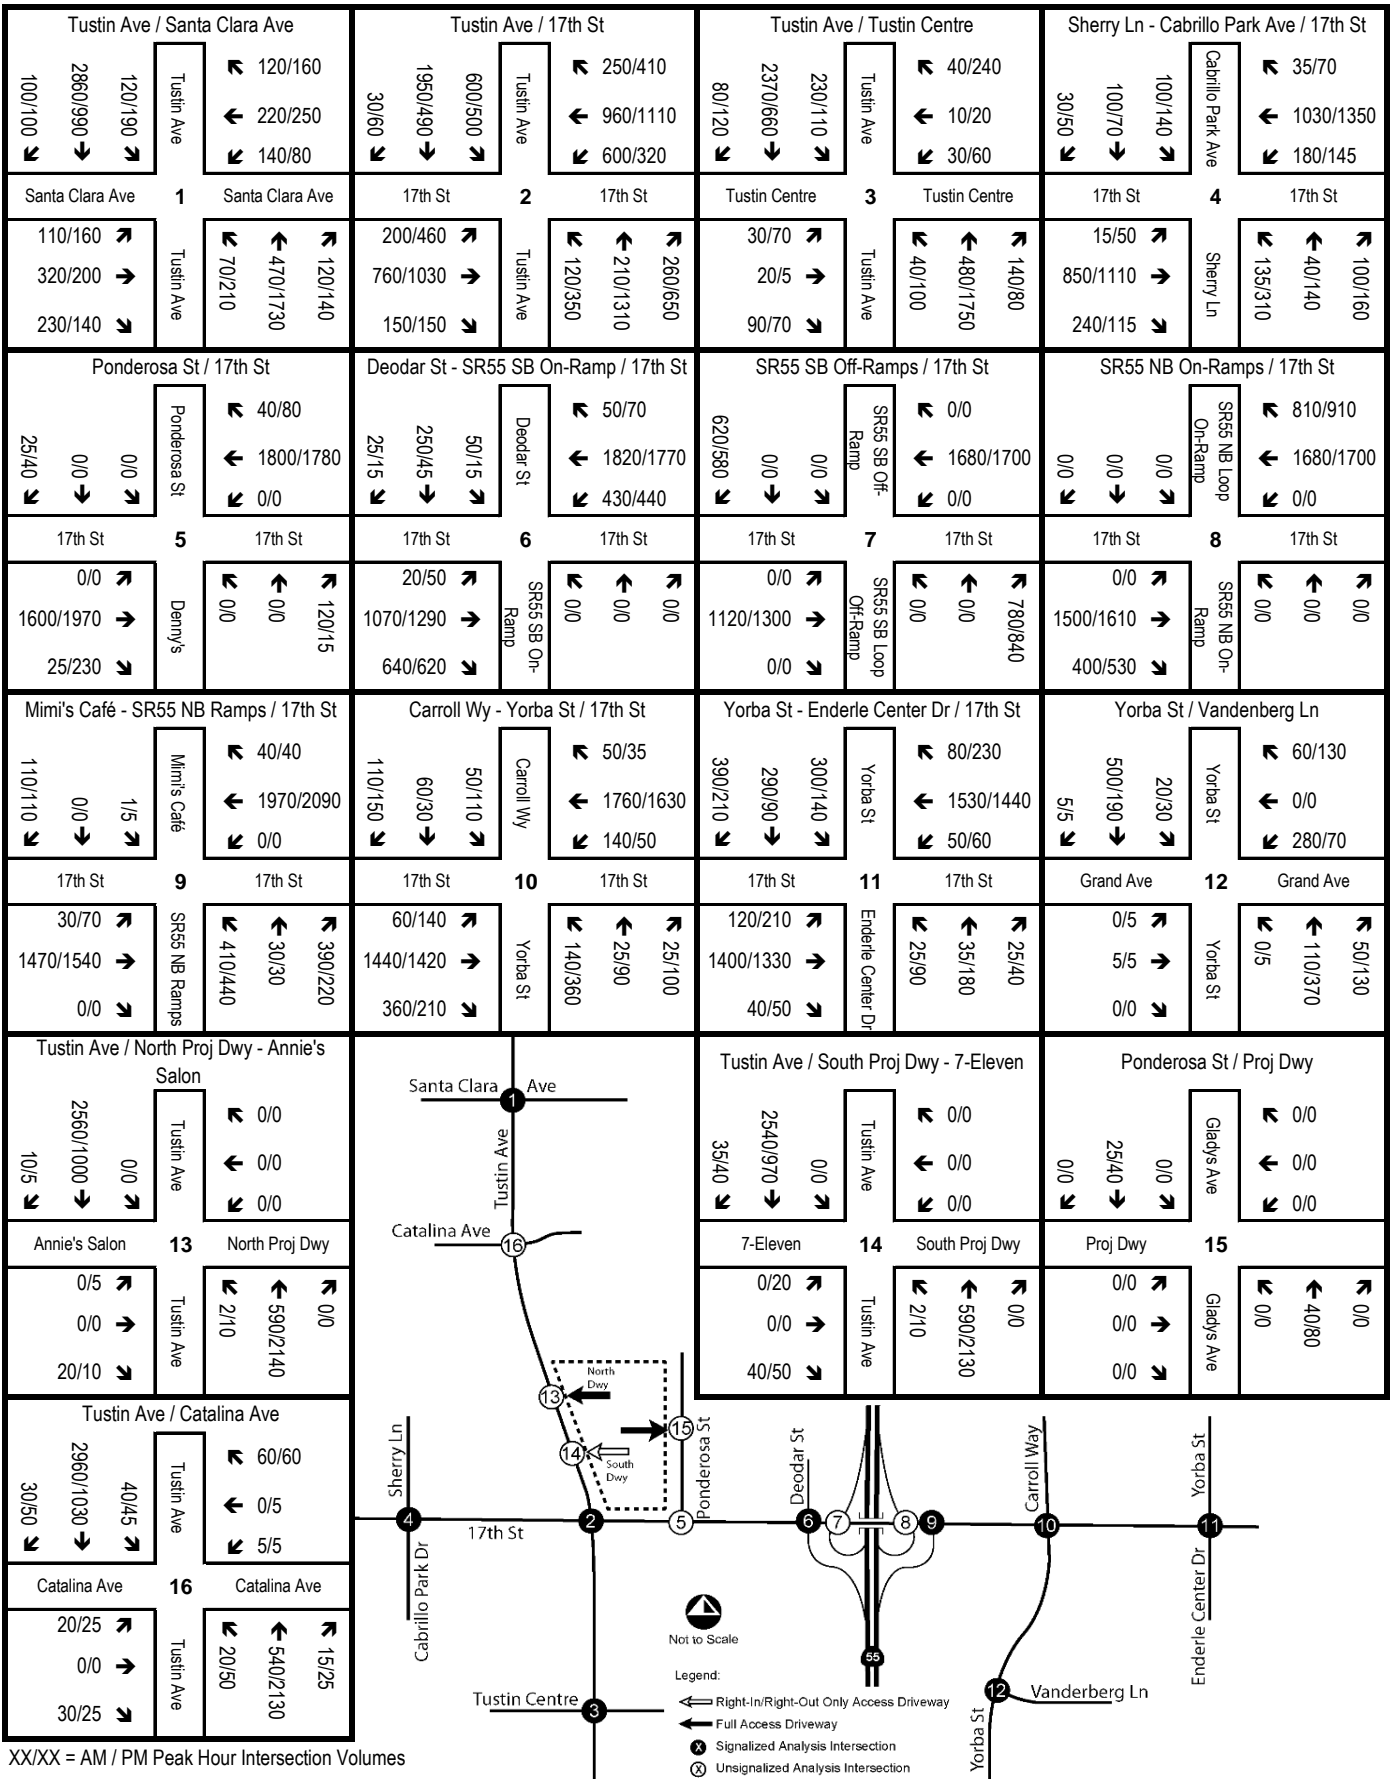 Tustin Ave / Santa Clara Ave
100/100
2860/990
120/190
Tustin Ave
120/160
220/250
140/80
Santa Clara Ave
1
Santa Clara Ave
110/160
320/200
230/140
Tustin Ave
70/210
470/1730
120/140
Tustin Ave / 17th St
30/60
1950/490
600/500
Tustin Ave
250/410
960/1110
600/320
17th St
2
17th St
200/460
760/1030
150/150
Tustin Ave
120/350
210/1310
260/650
Tustin Ave / Tustin Centre
80/120
2370/660
230/110
Tustin Ave
40/240
10/20
30/60
Tustin Centre
3
Tustin Centre
30/70
20/5
90/70
Tustin Ave
40/100
480/1750
140/80
Sherry Ln - Cabrillo Park Ave / 17th St
30/50
100/70
100/140
Cabrillo Park Ave
35/70
1030/1350
180/145
17th St
4
17th St
15/50
850/1110
240/115
Sherry Ln
135/310
40/140
100/160
Ponderosa St / 17th St
25/40
0/0
0/0
Ponderosa St
40/80
1800/1780
0/0
17th St
5
17th St
0/0
1600/1970
25/230
Denny's
0/0
0/0
120/15
Deodar St - SR55 SB On-Ramp / 17th St
25/15
250/45
50/15
Deodar St
50/70
1820/1770
430/440
17th St
6
17th St
20/50
1070/1290
640/620
SR55 SB On-
Ramp
0/0
0/0
0/0
SR55 SB Off-Ramps / 17th St
620/580
0/0
0/0
SR55 SB Off-
Ramp
0/0
1680/1700
0/0
17th St
7
17th St
0/0
1120/1300
0/0
SR55 SB Loop
Off-Ramp
0/0
0/0
780/840
SR55 NB On-Ramps / 17th St
0/0
0/0
0/0
SR55 NB Loop
On-Ramp
810/910
1680/1700
0/0
17th St
8
17th St
0/0
1500/1610
400/530
SR55 NB On-
Ramp
0/0
0/0
0/0
Mimi's Café - SR55 NB Ramps / 17th St
110/110
0/0
1/5
Mimi's Café
40/40
1970/2090
0/0
17th St
9
17th St
30/70
1470/1540
0/0
SR55 NB Ramps
410/440
30/30
390/220
Carroll Wy - Yorba St / 17th St
110/150
60/30
50/110
Carroll Wy
50/35
1760/1630
140/50
17th St
10
17th St
60/140
1440/1420
360/210
Yorba St
140/360
25/90
25/100
Yorba St - Enderle Center Dr / 17th St
390/210
290/90
300/140
Yorba St
80/230
1530/1440
50/60
17th St
11
17th St
120/210
1400/1330
40/50
Enderle Center Dr
25/90
35/180
25/40
Yorba St / Vandenberg Ln
5/5
500/190
20/30
Yorba St
60/130
0/0
280/70
Grand Ave
12
Grand Ave
0/5
5/5
0/0
Yorba St
0/5
110/370
50/130
Tustin Ave / North Proj Dwy - Annie's
Salon
10/5
2560/1000
0/0
Tustin Ave
0/0
0/0
0/0
Annie's Salon
13
North Proj Dwy
0/5
0/0
20/10
Tustin Ave
2/10
590/2140
0/0
Tustin Ave / South Proj Dwy - 7-Eleven
35/40
2540/970
0/0
Tustin Ave
0/0
0/0
0/0
7-Eleven
14
South Proj Dwy
0/20
0/0
40/50
Tustin Ave
2/10
590/2130
0/0
Ponderosa St / Proj Dwy
0/0
25/40
0/0
Gladys Ave
0/0
0/0
0/0
Proj Dwy
15
0/0
0/0
0/0
Gladys Ave
0/0
40/80
0/0
Tustin Ave / Catalina Ave
30/50
2960/1030
40/45
Tustin Ave
60/60
0/5
5/5
Catalina Ave
16
Catalina Ave
20/25
0/0
30/25
Tustin Ave
20/50
540/2130
15/25
Santa Clara Ave
1
Tustin Ave
Catalina Ave
16
North
Dwy
13
15
14
South
Dwy
Ponderosa St
Sherry Ln
Deodar St
Carroll Way
Yorba St
4
2
5
6
7
8
9
10
11
17th St
Cabrillo Park Dr
Enderle Center Dr
Not to Scale
55
Tustin Centre
3
12
Vanderberg Ln
Yorba St
Legend:
Right-In/Right-Out Only Access Driveway
Full Access Driveway
X Signalized Analysis Intersection
X Unsignalized Analysis Intersection
XX/XX = AM / PM Peak Hour Intersection Volumes